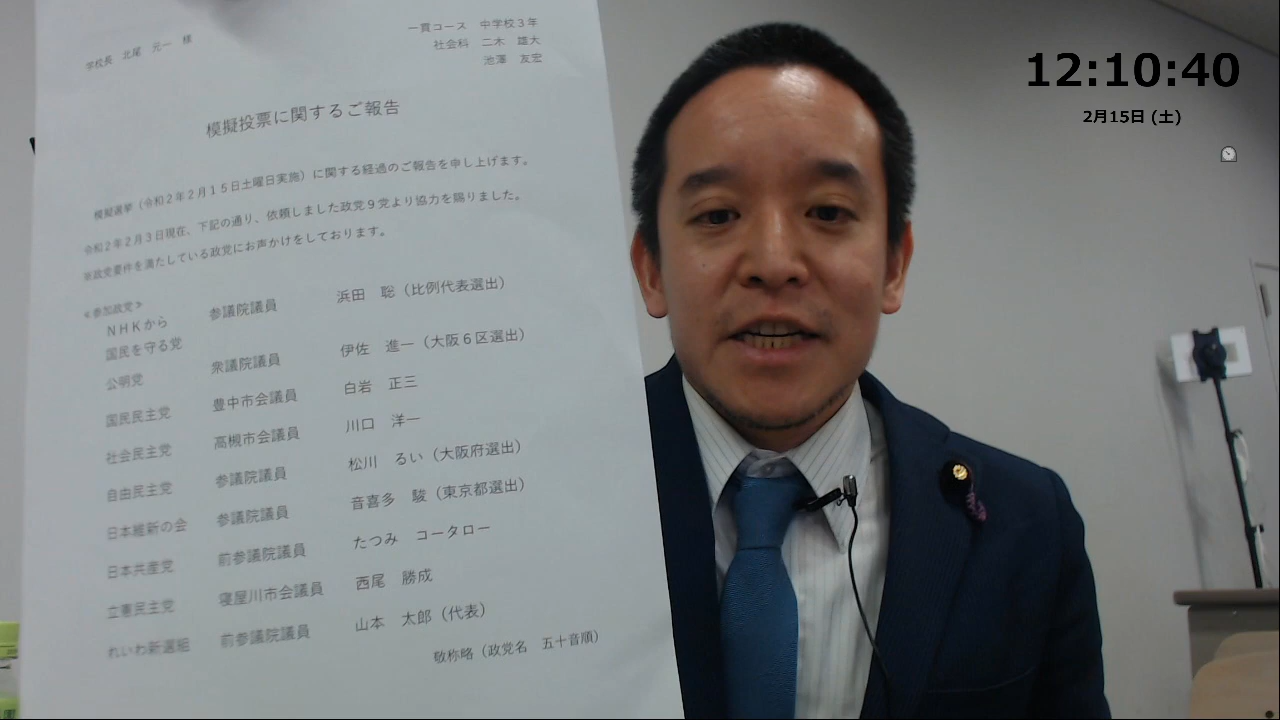 学校長 北尾 元一 様
一貫コース 中学校3年
社会科 二木 雄大
池澤 友宏
模擬投票に関するご報告
模擬選挙(令和2年2月15日土曜日実施)に関する経過のご報告を申し上げます。
令和2年2月3日現在、下記の通り、依頼しました政党9党より協力を賜りました。
※政党要件を満たしている政党にお声かけをしております。
<参加政党>
NHKから
国民を守る党 参議院議員 浜田 聡(比例代表選出)
公明党 衆議院議員 伊佐 進一(大阪6区選出)
国民民主党 豊中市会議員 白岩 正三
社会民主党 高槻市会議員 川口 洋一
自由民主党 参議院議員 松川 るい(大阪府選出)
日本維新の会 参議院議員 音喜多 駿(東京都選出)
日本共産党 前参議院議員 たつみ コータロー
立憲民主党 寝屋川市会議員 西尾 勝成
れいわ新選組 前参議院議員 山本 太郎(代表)
敬称略(政党名 五十音順)
12:10:40
2月15日 (土)